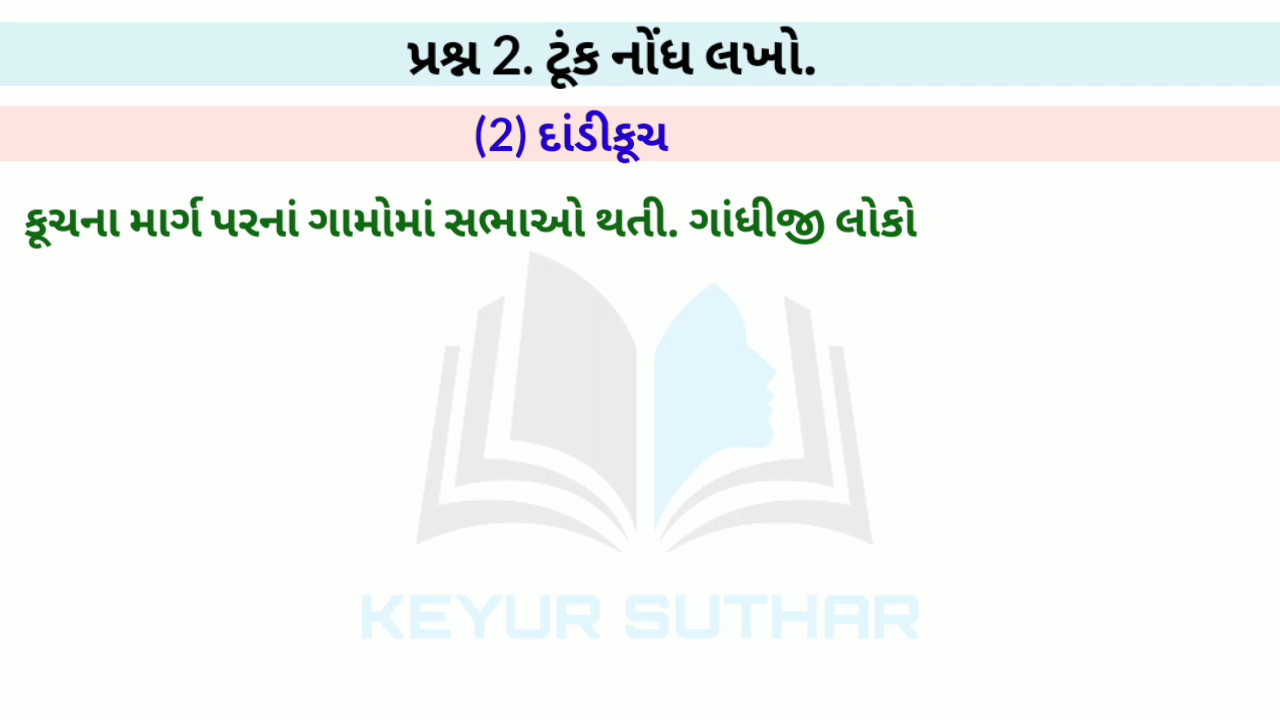 પ્રશ્ન 2. ટૂંક નોંધ લખો.
(2) દાંડીકૂચ
કૂચના માર્ગ પરનાં ગામોમાં સભાઓ થતી. ગાંધીજી લોકો
KEYUR SUTHAR